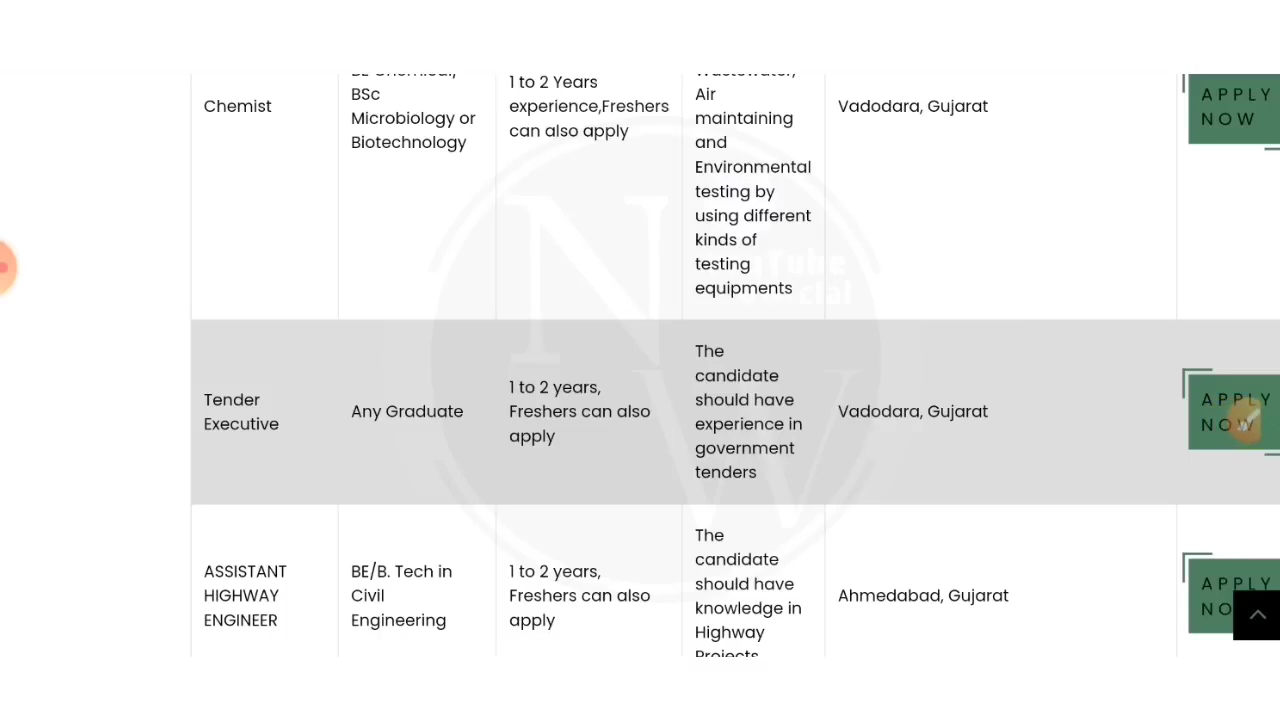 Chemist
BSc
Microbiology or
Biotechnology
1 to 2 Years
experience,Freshers
can also apply
Air
maintaining
and
Environmental
testing by
using different
kinds of
testing
equipments
Vadodara, Gujarat
APPLY
NOW
Tender
Executive
Any Graduate
1 to 2 years,
Freshers can also
apply
The
candidate
should have
experience in
government
tenders
Vadodara, Gujarat
APPLY
NOW
ASSISTANT
HIGHWAY
ENGINEER
BE/B. Tech in
Civil
Engineering
1 to 2 years,
Freshers can also
apply
The
candidate
should have
knowledge in
Highway
Projects
Ahmedabad, Gujarat
APPLY
NW